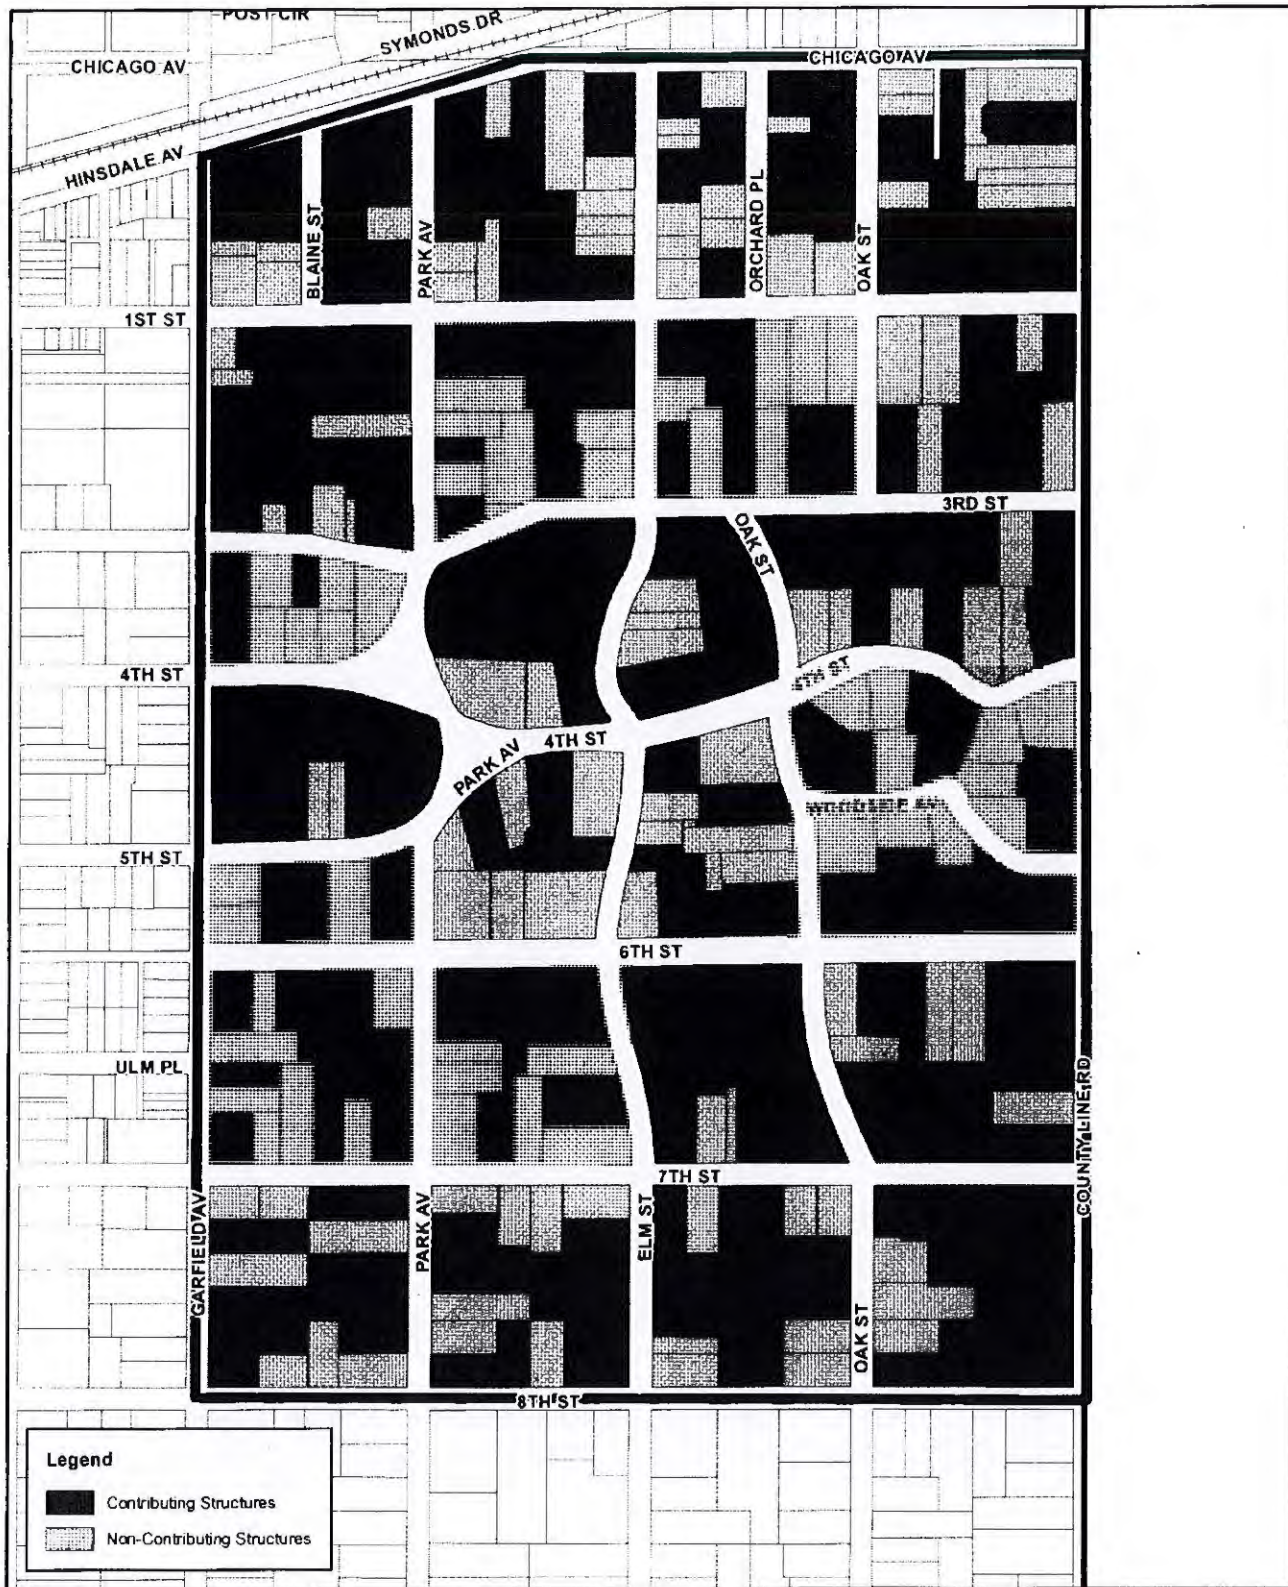 POST CIR
SYMONDS DR
CHICAGO AV
CHICAGO AV
HINSDALE AV
BLAINE ST
PARK AV
ORCHARD PL
OAK ST
1ST ST
3RD ST
OAK ST
4TH ST
4TH ST
4TH ST
PARK AV
WOODSIDE AV
5TH ST
6TH ST
ULM PL
COUNTY LINE RD
7TH ST
GARFIELD AV
PARK AV
ELM ST
OAK ST
8TH ST
Legend
Contributing Structures
Non-Contributing Structures